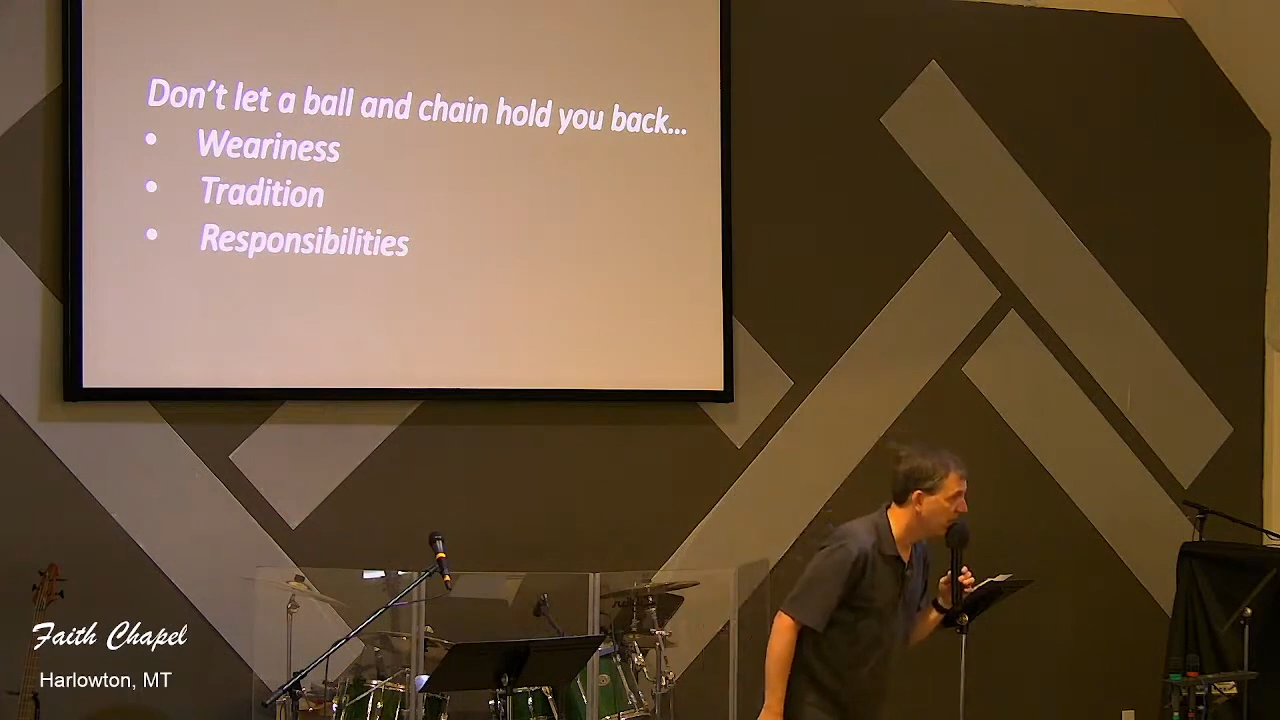 Don't let a ball and chain hold you back...
• Weariness
• Tradition
• Responsibilities
Faith Chapel
Harlowton, MT